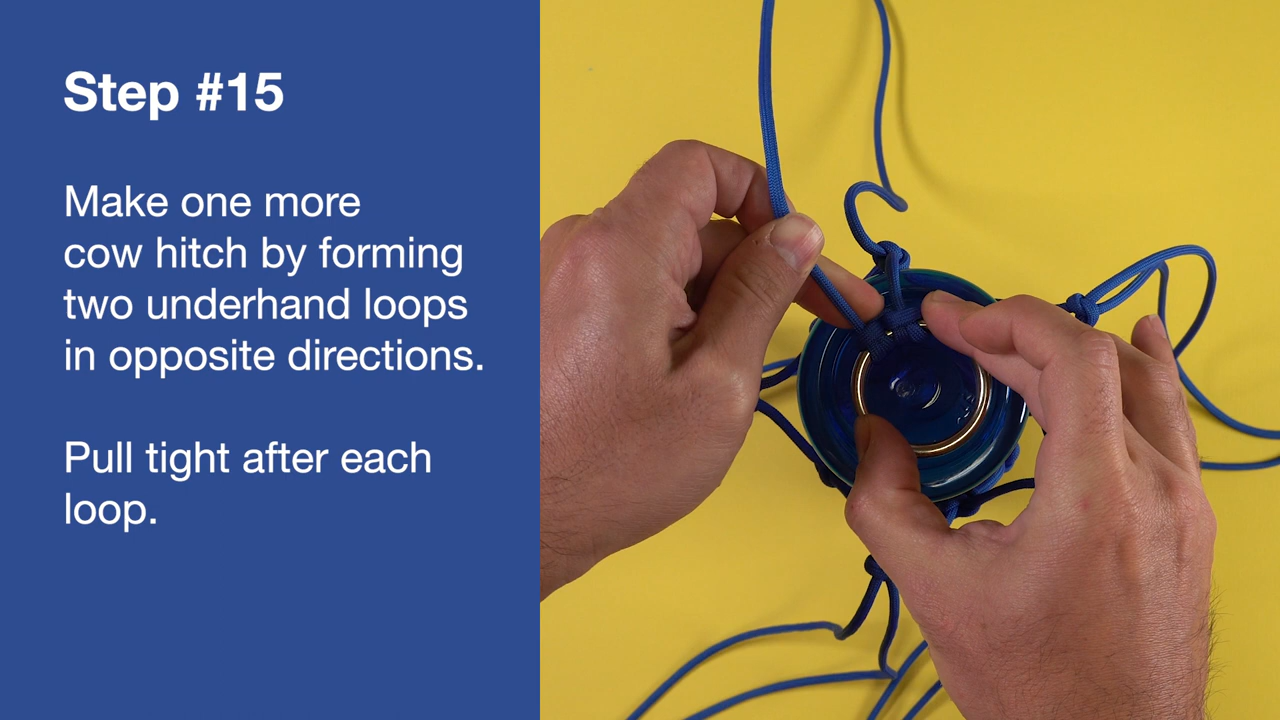 Step #15
Make one more
cow hitch by forming
two underhand loops
in opposite directions.
Pull tight after each
loop.